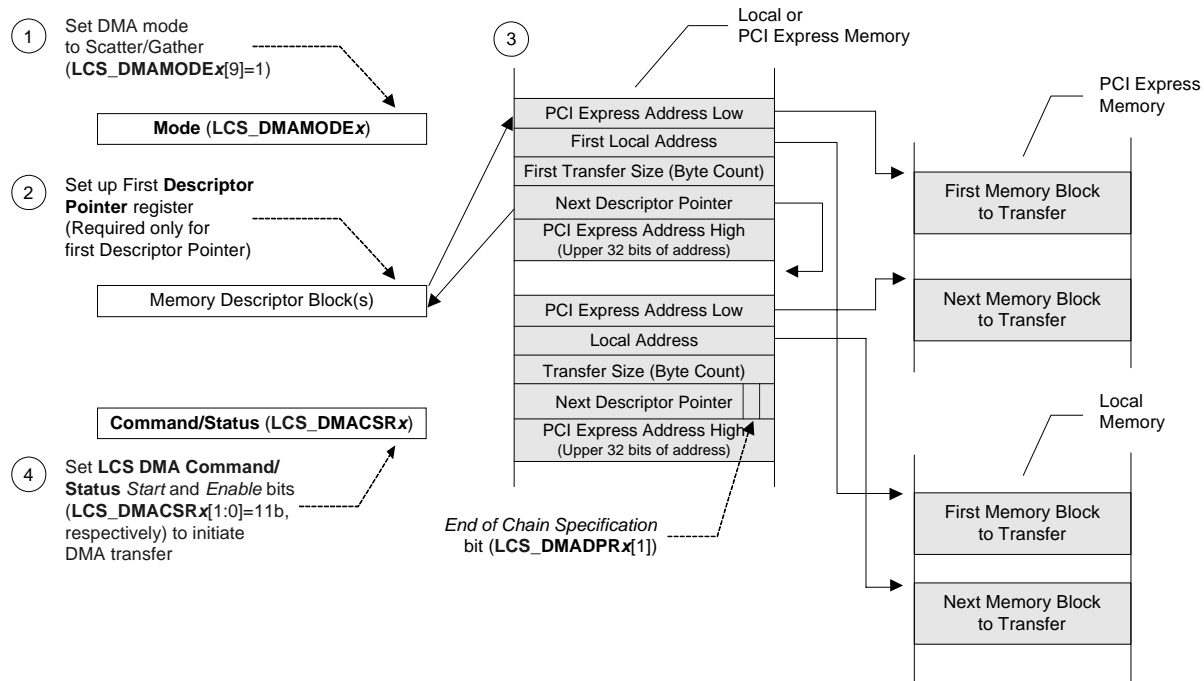 1
Set DMA mode
to Scatter/Gather
(LCS_DMAMODEx[9]=1)
Mode (LCS_DMAMODEx)
2
Set up First Descriptor
Pointer register
(Required only for
first Descriptor Pointer)
Memory Descriptor Block(s)
Command/Status (LCS_DMACSRx)
4
Set LCS DMA Command/
Status Start and Enable bits
(LCS_DMACSRx[1:0]=11b,
respectively) to initiate
DMA transfer
3
Local or
PCI Express Memory
PCI Express Address Low
First Local Address
First Transfer Size (Byte Count)
Next Descriptor Pointer
PCI Express Address High
(Upper 32 bits of address)
PCI Express Address Low
Local Address
Transfer Size (Byte Count)
Next Descriptor Pointer
PCI Express Address High
(Upper 32 bits of address)
End of Chain Specification
bit (LCS_DMADPRx[1])
PCI Express
Memory
First Memory Block
to Transfer
Next Memory Block
to Transfer
Local
Memory
First Memory Block
to Transfer
Next Memory Block
to Transfer